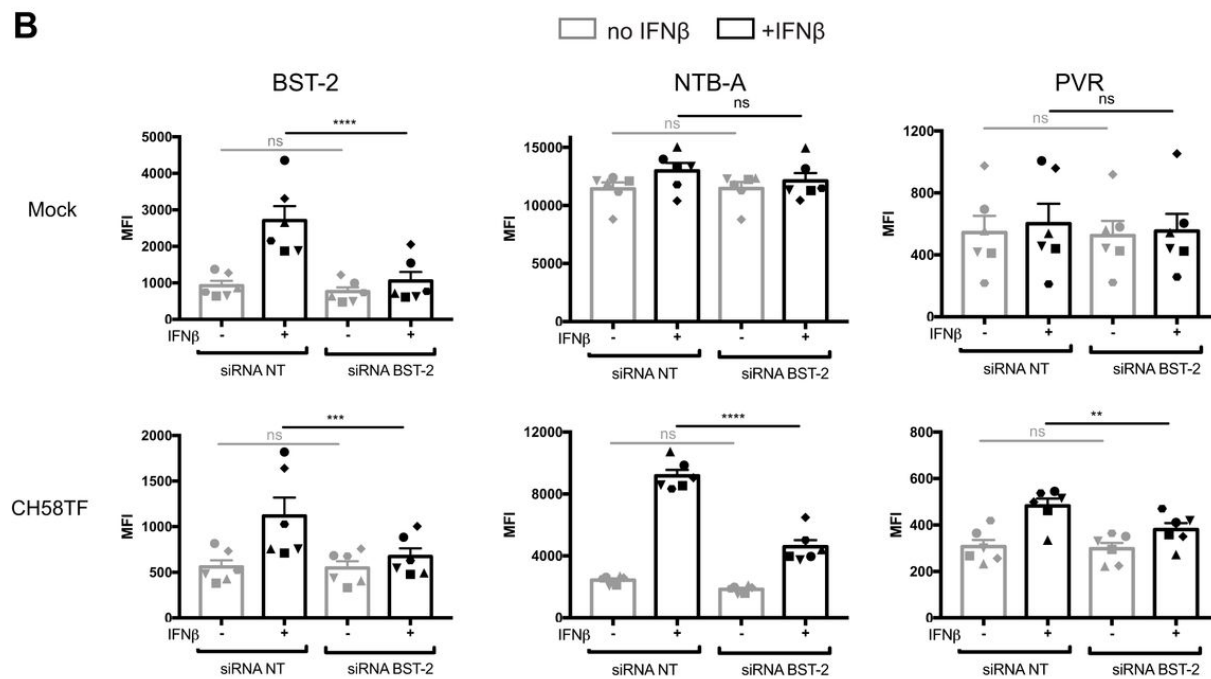 B
no IFNβ +IFNβ
BST-2 NTB-A PVR
Mock
MFI
5000
4000
3000
2000
1000
0
ns
****
IFNβ - + - +
siRNA NT siRNA BST-2
MFI
15000
10000
5000
0
ns
ns
- + - +
siRNA NT siRNA BST-2
MFI
1200
800
400
0
ns
ns
IFNβ - + - +
siRNA NT siRNA BST-2
CH58TF
MFI
2000
1500
1000
500
0
ns
***
IFNβ - + - +
siRNA NT siRNA BST-2
MFI
12000
8000
4000
0
ns
****
IFNβ - + - +
siRNA NT siRNA BST-2
MFI
800
600
400
200
0
ns
**
IFNβ - + - +
siRNA NT siRNA BST-2